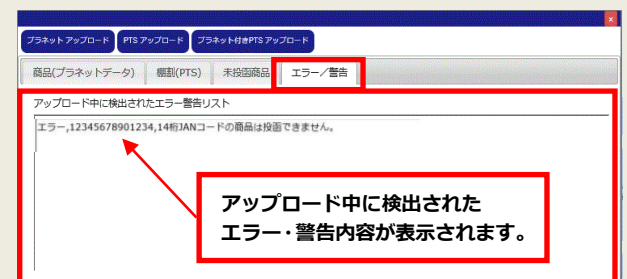 x
プラネットアップロード PTSアップロード プラネット付きPTSアップロード
商品(プラネットデータ) 棚割(PTS) 未投函商品 エラー/警告
アップロード中に検出されたエラー警告リスト
エラー,12345678901234,14桁JANコードの商品は投函できません。
アップロード中に検出された
エラー・警告内容が表示されます。